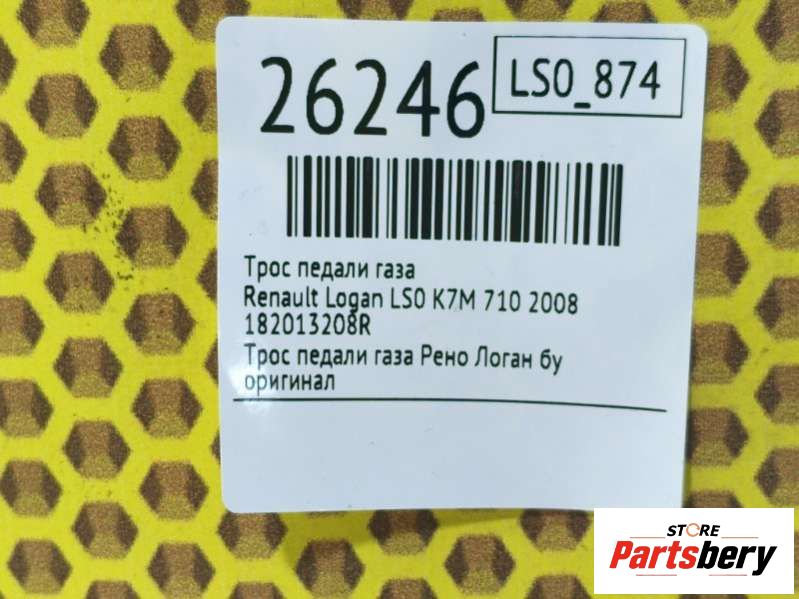 26246
LS0_874
Трос педали газа
Renault Logan LS0 K7M 710 2008
182013208R
Трос педали газа Рено Логан бу
оригинал
STORE
Partsbery